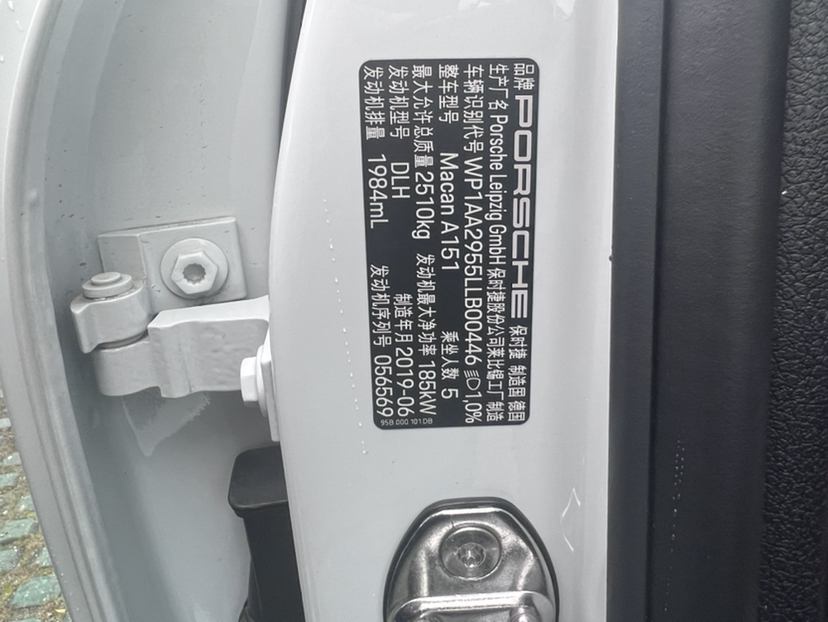 品牌 PORSCHE 保时捷 制造国 德国
生产厂名 Porsche Leipzig GmbH 保时捷股份公司莱比锡工厂制造
车辆识别代号 WP1AA2955LLB00446 1,0%
整车型号 Macan A151 乘坐人数 5
最大允许总质量 2510kg 发动机最大净功率 185kW
发动机型号 DLH 制造年月 2019-06
发动机排量 1984mL 发动机序列号 056569
95B.000.101.DB